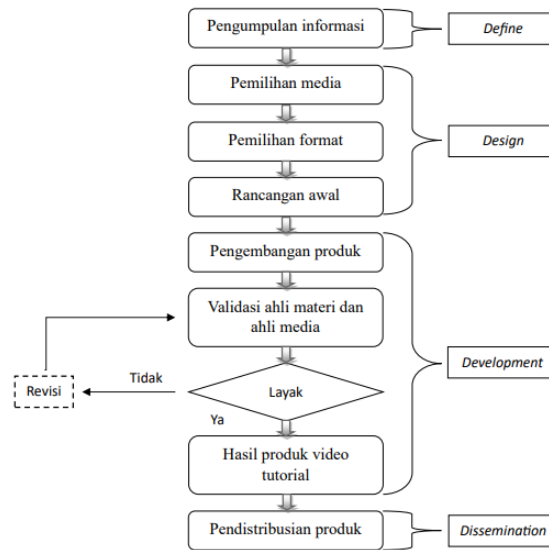 Pengumpulan informasi
Define
Pemilihan media
Pemilihan format
Design
Rancangan awal
Pengembangan produk
Validasi ahli materi dan
ahli media
Development
Tidak
Revisi
Layak
Ya
Hasil produk video
tutorial
Pendistribusian produk
Dissemination